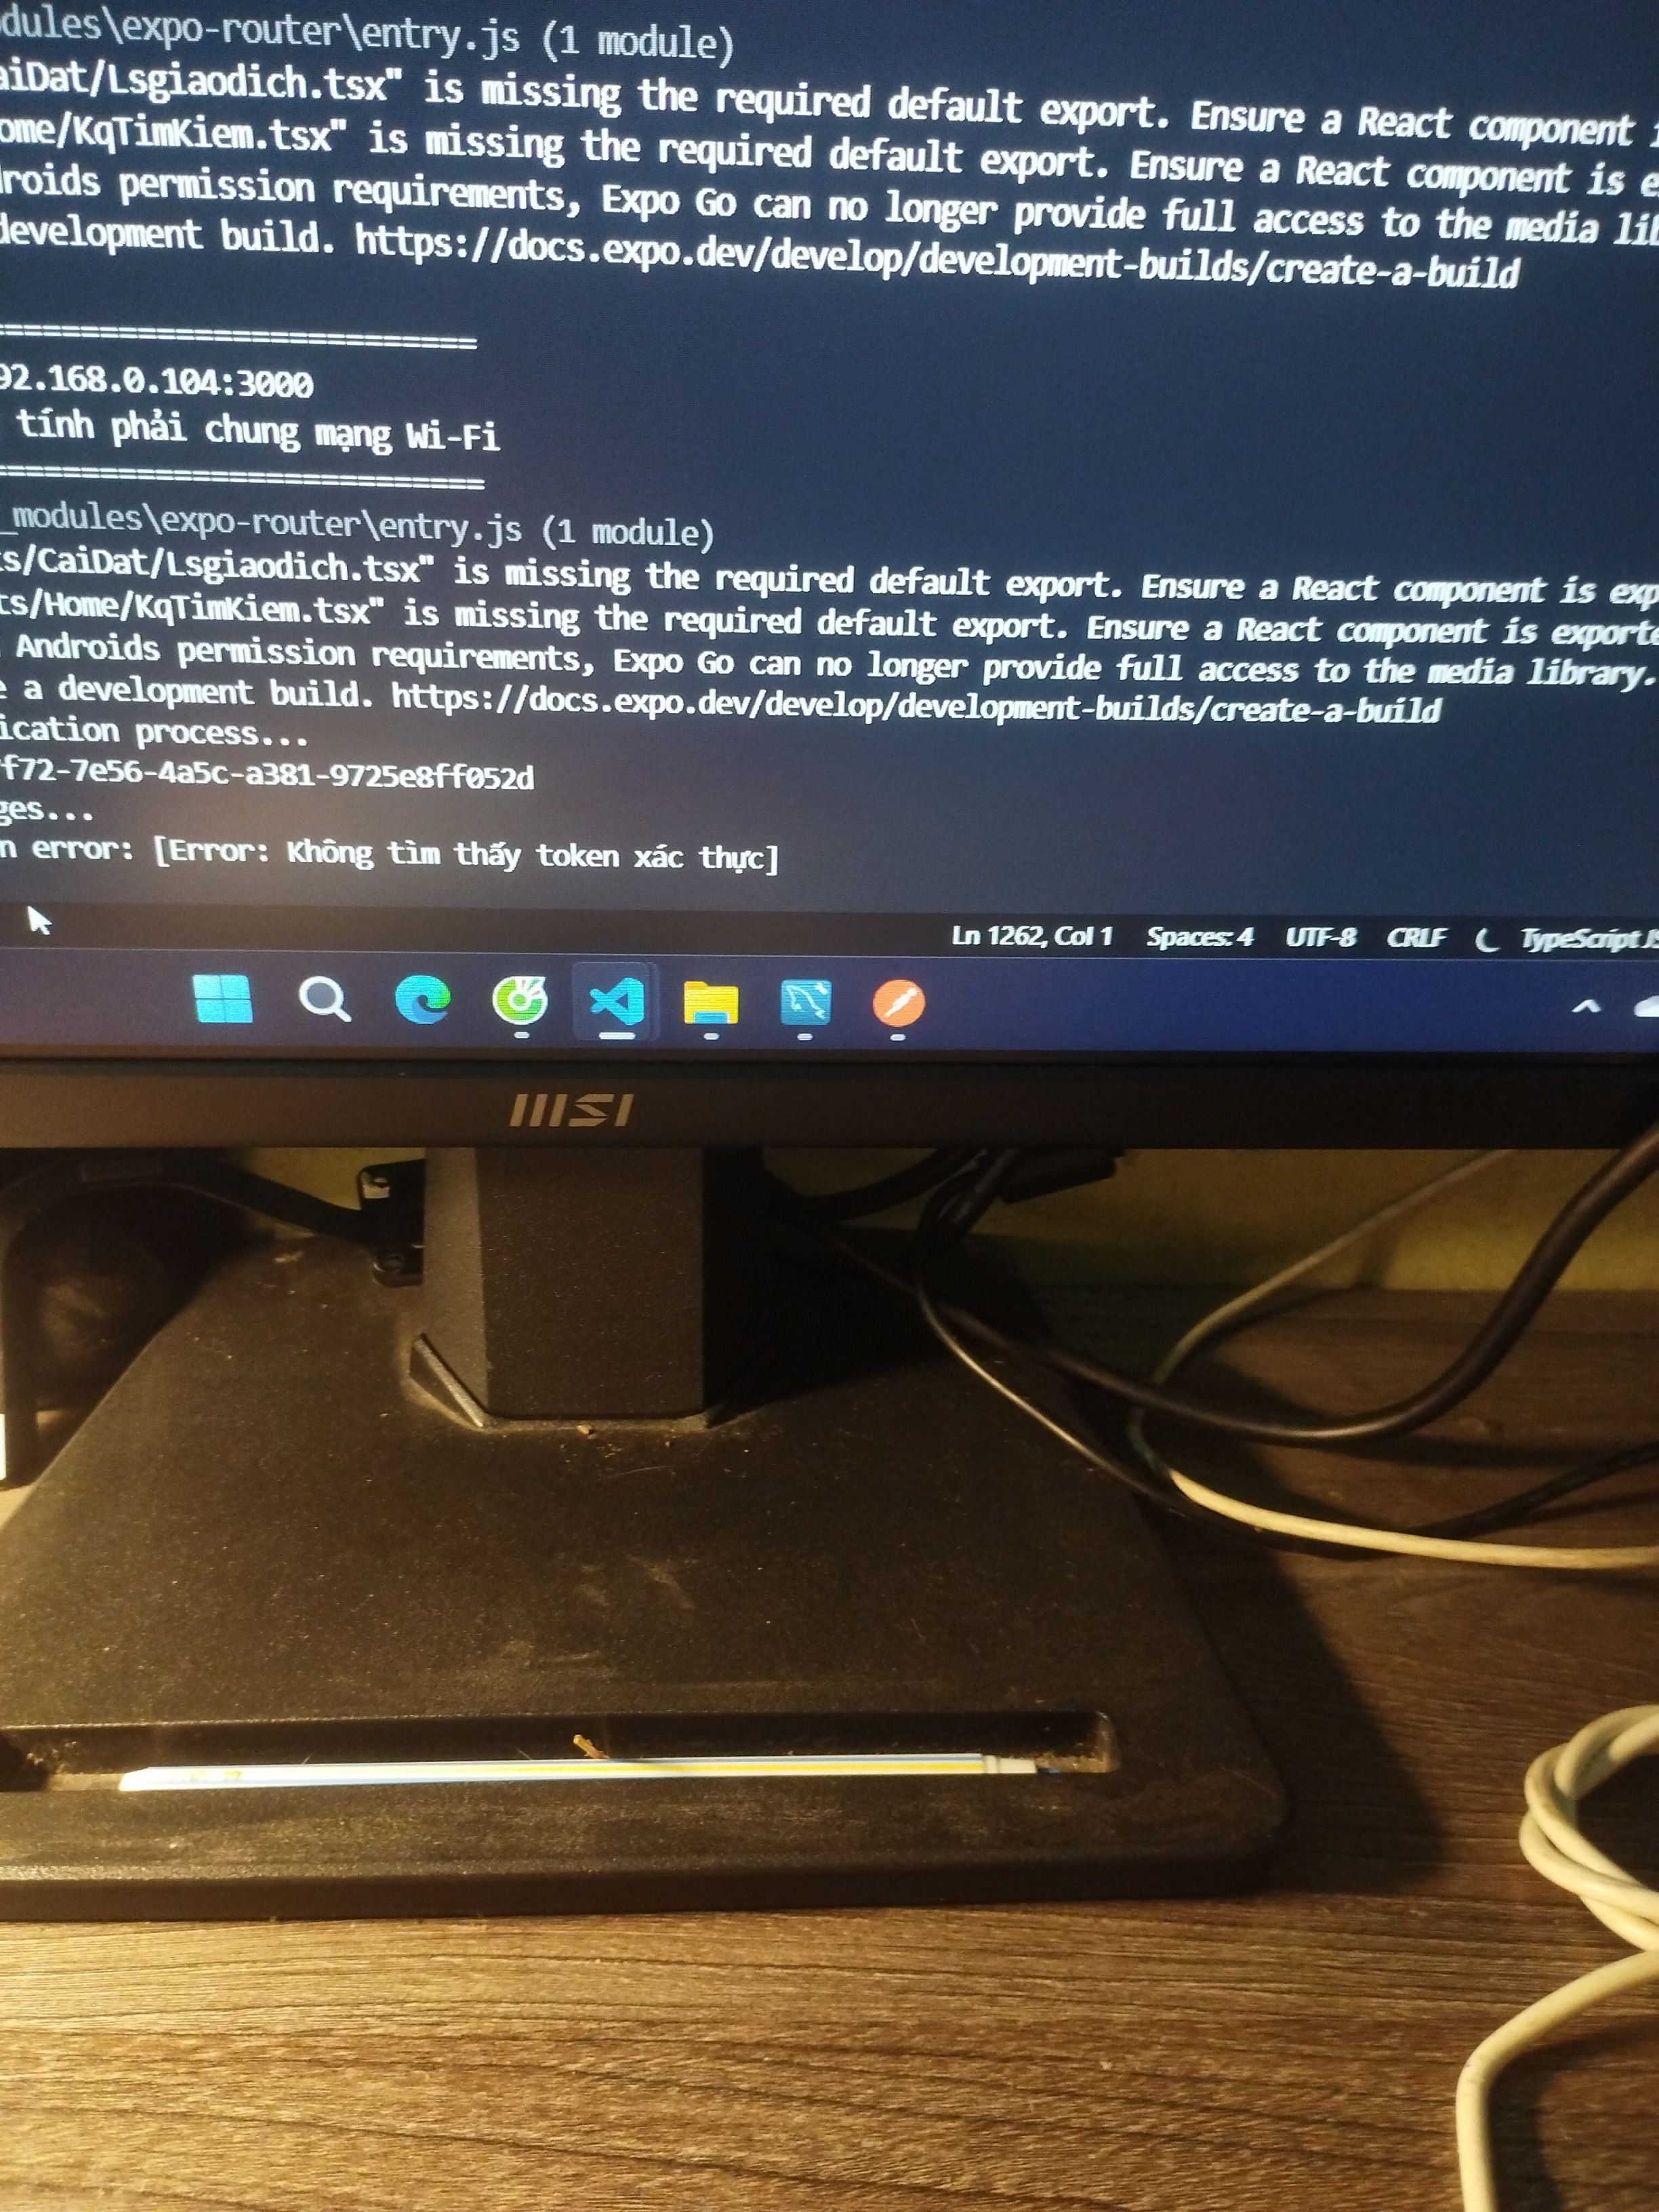 dules\expo-router\entry.js (1 module)
aiDat/Lsgiaodich.tsx" is missing the required default export. Ensure a React component
ome/KqTimKiem.tsx" is missing the required default export. Ensure a React component is e
droids permission requirements, Expo Go can no longer provide full access to the media lib
development build. https://docs.expo.dev/develop/development-builds/create-a-build
================================
92.168.0.104:3000
tính phải chung mạng Wi-Fi
================================
_modules\expo-router\entry.js (1 module)
ts/CaiDat/Lsgiaodich.tsx" is missing the required default export. Ensure a React component is exp
ts/Home/KqTimKiem.tsx" is missing the required default export. Ensure a React component is exporte
Androids permission requirements, Expo Go can no longer provide full access to the media library.
e a development build. https://docs.expo.dev/develop/development-builds/create-a-build
ication process...
f72-7e56-4a5c-a381-9725e8ff052d
ges...
n error: [Error: Không tìm thấy token xác thực]
Ln 1262, Col 1 Spaces: 4 UTF-8 CRLF TypeScript JS
msi